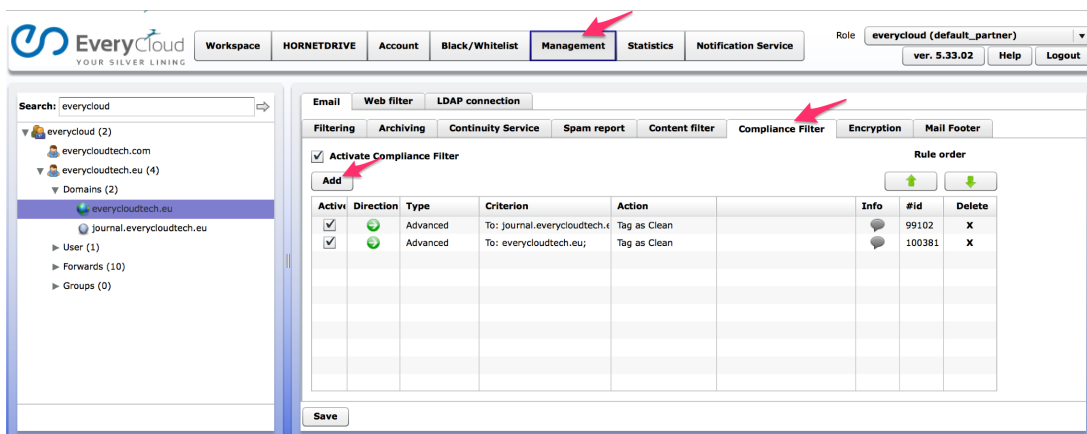 EveryCloud
YOUR SILVER LINING
Workspace
HORNETDRIVE
Account
Black/Whitelist
Management
Statistics
Notification Service
Role everycloud (default_partner)
ver. 5.33.02 Help Logout
Search: everycloud
everycloud (2)
everycloudtech.com
everycloudtech.eu (4)
Domains (2)
everycloudtech.eu
journal.everycloudtech.eu
User (1)
Forwards (10)
Groups (0)
Email Web filter LDAP connection
Filtering Archiving Continuity Service Spam report Content filter Compliance Filter Encryption Mail Footer
Activate Compliance Filter Rule order
Add
Active Direction Type Criterion Action Info #id Delete
Advanced To: journal.everycloudtech.e Tag as Clean 99102 X
Advanced To: everycloudtech.eu; Tag as Clean 100381 X
Save